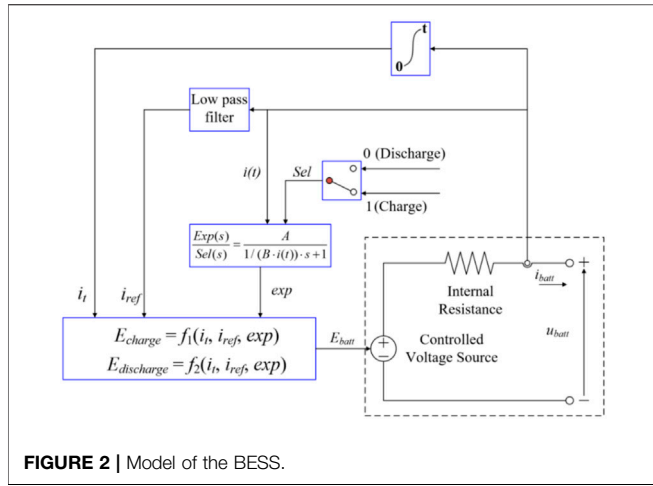 t
0
Low pass
filter
0 (Discharge)
i(t)
Sel
1(Charge)
Exp(s)/Sel(s) = A/1/(B·i(t))·s+1
i_t
i_ref
exp
Internal
Resistance
i_batt
+
u_batt
−
E_charge = f_1(i_t, i_ref, exp)
E_discharge = f_2(i_t, i_ref, exp)
E_batt
+
−
Controlled
Voltage Source
FIGURE 2 | Model of the BESS.